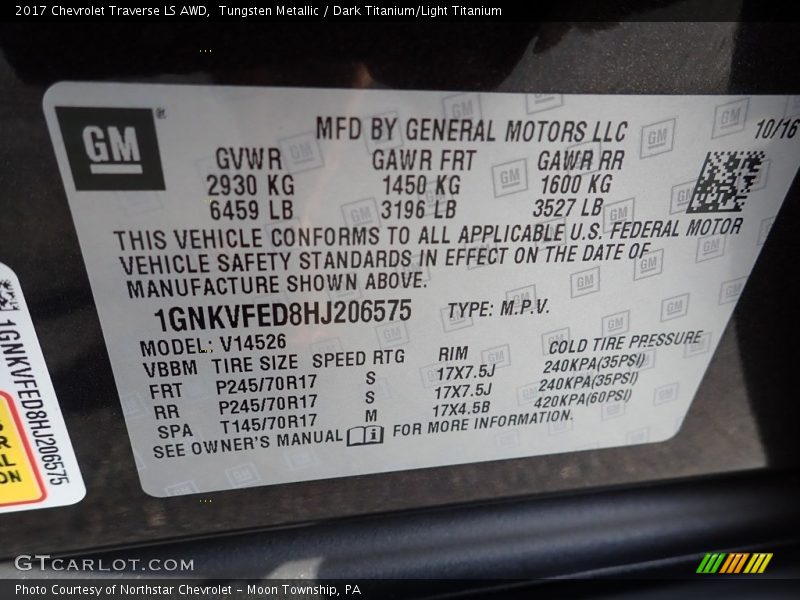 2017 Chevrolet Traverse LS AWD,  Tungsten Metallic / Dark Titanium/Light Titanium
GM
MFD BY GENERAL MOTORS LLC 10/16
GVWR GAWR FRT GAWR RR
2930 KG 1450 KG 1600 KG
6459 LB 3196 LB 3527 LB
THIS VEHICLE CONFORMS TO ALL APPLICABLE U.S. FEDERAL MOTOR
VEHICLE SAFETY STANDARDS IN EFFECT ON THE DATE OF
MANUFACTURE SHOWN ABOVE.
1GNKVFED8HJ206575 TYPE: M.P.V.
MODEL: V14526
VBBM TIRE SIZE SPEED RTG RIM COLD TIRE PRESSURE
FRT P245/70R17 S 17X7.5J 240KPA(35PSI)
RR P245/70R17 S 17X7.5J 240KPA(35PSI)
SPA T145/70R17 M 17X4.5B 420KPA(60PSI)
SEE OWNER'S MANUAL FOR MORE INFORMATION.
1GNKVFED8HJ206575
GTCARLOT.COM
Photo Courtesy of Northstar Chevrolet – Moon Township, PA